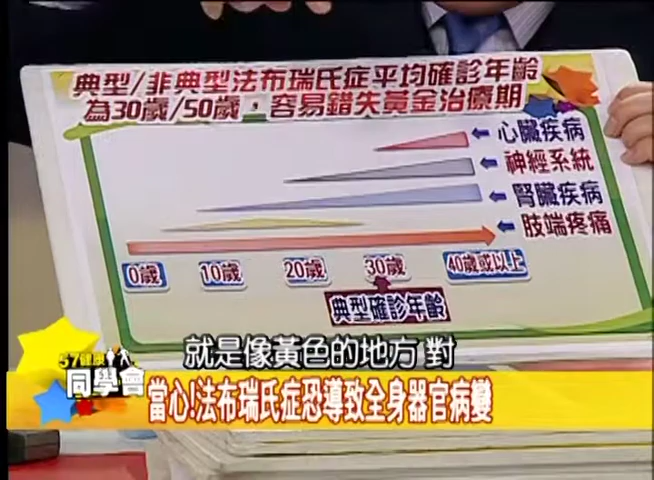 典型/非典型法布瑞氏症平均確診年齡
為30歲/50歲，容易錯失黃金治療期
心臟疾病
神經系統
腎臟疾病
肢端疼痛
0歲 10歲 20歲 30歲 40歲或以上
典型確診年齡
就是像黃色的地方 對
57健康
同學會
當心!法布瑞氏症恐導致全身器官病變